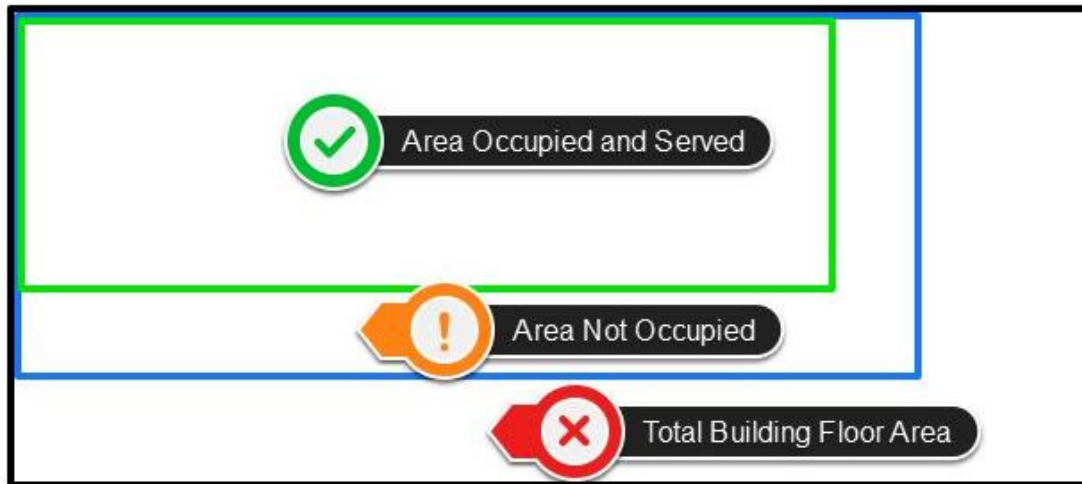 Area Occupied and Served
Area Not Occupied
Total Building Floor Area